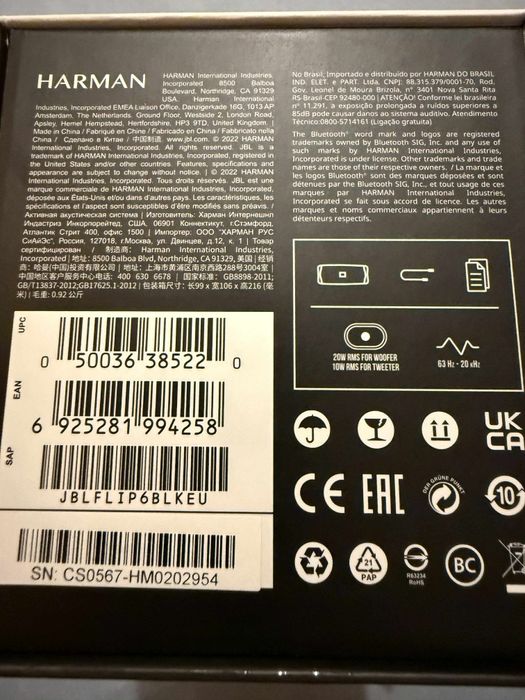 HARMAN
HARMAN International Industries,
Incorporated 8500 Balboa
Boulevard, Northridge, CA 91329
USA. Harman International
Industries, Incorporated EMEA Liaison Office, Danzigerkade 16G, 1013 AP
Amsterdam, The Netherlands. Ground Floor, Westside 2, London Road,
Apsley, Hemel Hempstead, Hertfordshire, HP3 9TD, United Kingdom. /
Made in China / Fabriqué en China / Fabricado en China / Fabricato nella
China / Сделано в Китае / 中国制造 www.jbl.com. © 2022 HARMAN
International Industries, Incorporated. All rights reserved. JBL is a
trademark of HARMAN International Industries, Incorporated, registered in
the United States and/or other countries. Features, specifications and
appearance are subject to change without notice. | © 2022 HARMAN
International Industries, Incorporated. Tous droits réservés. JBL est une
marque commerciale de HARMAN International Industries, Incorporated,
déposée aux États-Unis et/ou dans d'autres pays. Les caractéristiques, les
spécifications et l'aspect sont susceptibles d'être modifiés sans préavis. /
Активная акустическая система | Изготовитель: Харман Интернешнл
Индастриз Инкорпорейтед, США, 06901 Коннектикут, г.Стэмфорд,
Атлантик Стрит 400, офис 1500 | Импортер: ООО "ХАРМАН РУС
СиАйЭс", Россия, 127018, г.Москва, ул. Двинцев, д.12, к. 1 | Товар
сертифицирован / 制造商: Harman International Industries,
Incorporated | 地址: 8500 Balboa Blvd, Northridge, CA 91329, 美国 | 经销
商: 哈曼(中国)投资有限公司 | 地址: 上海市黄浦区南京西路288号3004室 |
中国地区客户服务中心电话: 400 630 6678 | 国家标准: GB8898-2011;
GB/T13837-2012;GB17625.1-2012 | 包装箱尺寸: 长99 x 宽106 x 高216 (毫
米) | 毛重: 0.92 公斤
No Brasil, Importado e distribuído por HARMAN DO BRASIL
IND. ELET. e PART. Ltda, CNPJ: 88.315.379/0001-70, Rod.
Gov. Leonel de Moura Brizola, n° 3401 Nova Santa Rita
RS-Brasil-CEP 92480-000 | ATENÇÃO! Conforme lei brasileira
n° 11.291, a exposição prolongada a ruídos superiores a
85dB pode causar danos ao sistema auditivo. Atendimento
Técnico:0800-5714161 (Ligação gratuita)
The Bluetooth® word mark and logos are registered
trademarks owned by Bluetooth SIG, Inc. and any use of
such marks by HARMAN International Industries,
Incorporated is under license. Other trademarks and trade
names are those of their respective owners. / La marque et
les logos Bluetooth® sont des marques déposées et sont
détenues par the Bluetooth SIG, Inc., et tout usage de ces
marques par HARMAN International Industries,
Incorporated se fait sous accord de licence. Les autres
marques et noms commerciaux appartiennent à leurs
détenteurs respectifs.
20W RMS FOR WOOFER
10W RMS FOR TWEETER
63 Hz - 20 kHz
UPC
0 50036 38522 0
EAN
6 925281 994258
SAP
JBLFLIP6BLKEU
SN: CS0567-HM0202954
UK
CA
CE
EAC
DER GRÜNE PUNKT
10
21
PAP
R63234
RoHS
BC